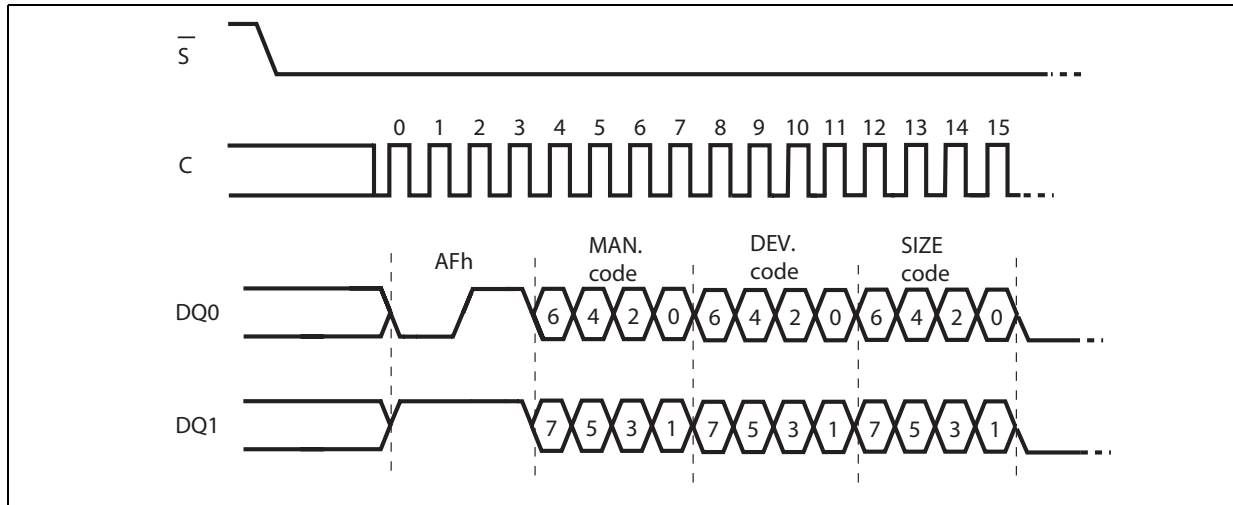 S
0 1 2 3 4 5 6 7 8 9 10 11 12 13 14 15
C
AFh
MAN. code
DEV. code
SIZE code
DQ0
6 4 2 0 6 4 2 0 6 4 2 0
DQ1
7 5 3 1 7 5 3 1 7 5 3 1